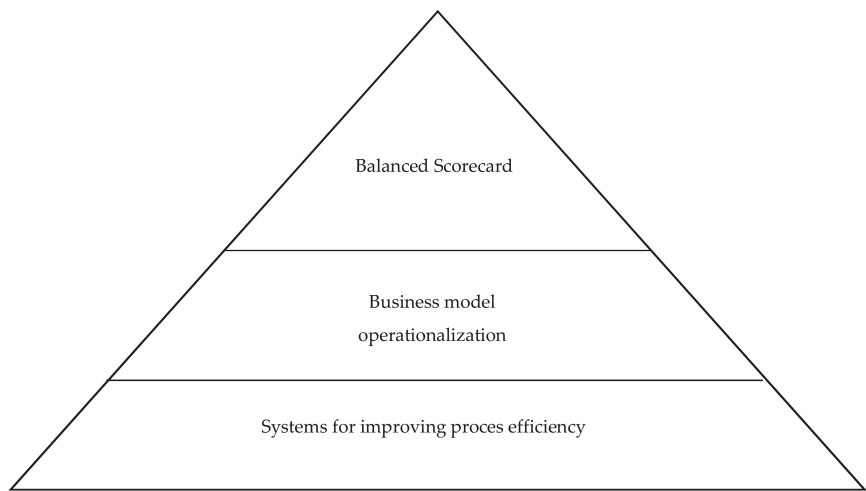 Balanced Scorecard
Business model
operationalization
Systems for improving proces efficiency